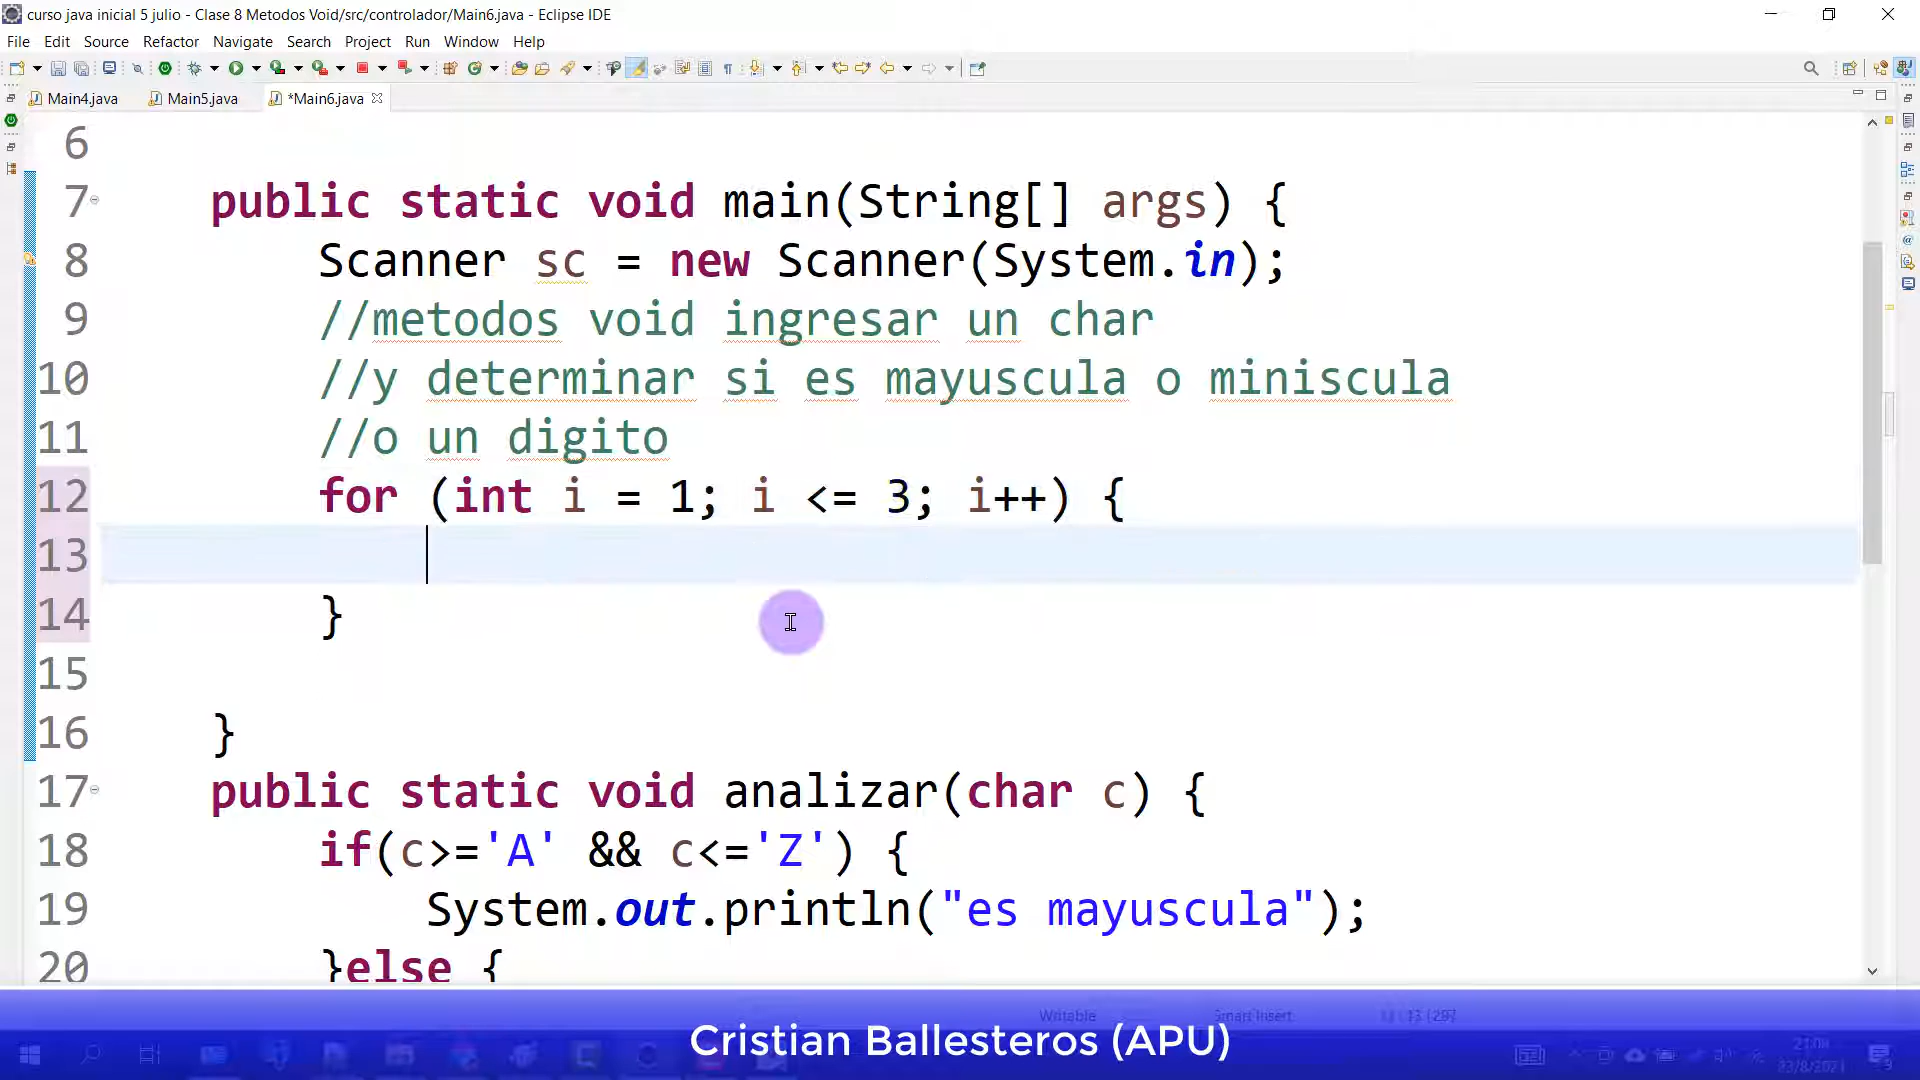 curso java inicial 5 julio - Clase 8 Metodos Void/src/controlador/Main6.java - Eclipse IDE
File Edit Source Refactor Navigate Search Project Run Window Help
Main4.java Main5.java *Main6.java
6
7 public static void main(String[] args) {
8 Scanner sc = new Scanner(System.in);
9 //metodos void ingresar un char
10 //y determinar si es mayuscula o miniscula
11 //o un digito
12 for (int i = 1; i <= 3; i++) {
13
14 }
15
16 }
17 public static void analizar(char c) {
18 if(c>='A' && c<='Z') {
19 System.out.println("es mayuscula");
20 }else {
Writable Smart Insert
Cristian Ballesteros (APU)